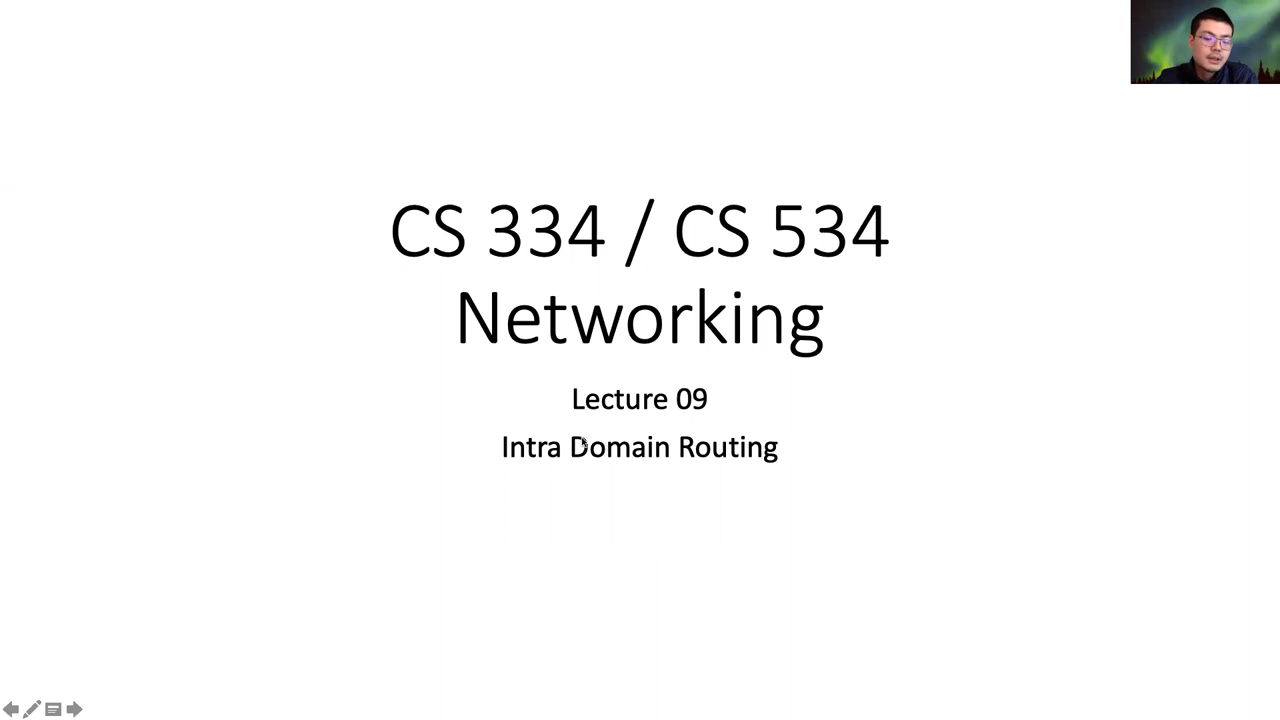 CS 334 / CS 534
Networking
Lecture 09
Intra Domain Routing